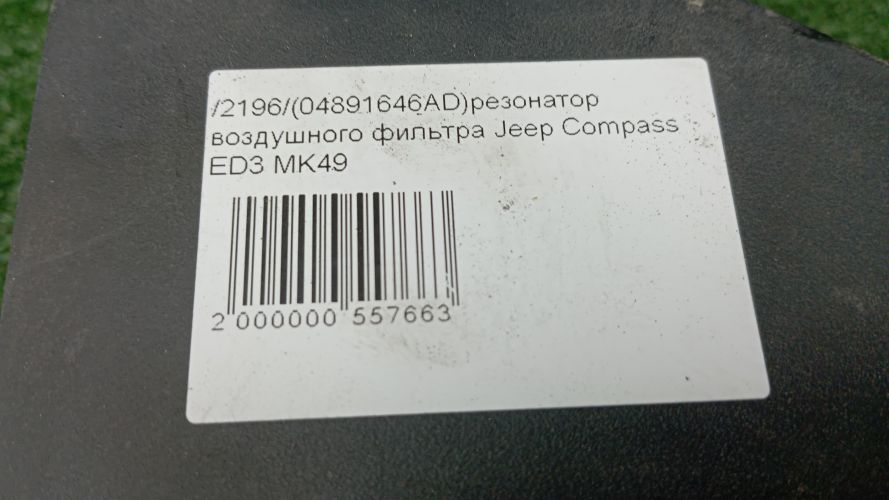 /2196/(04891646AD)резонатор
воздушного фильтра Jeep Compass
ED3 MK49
2 000000 557663